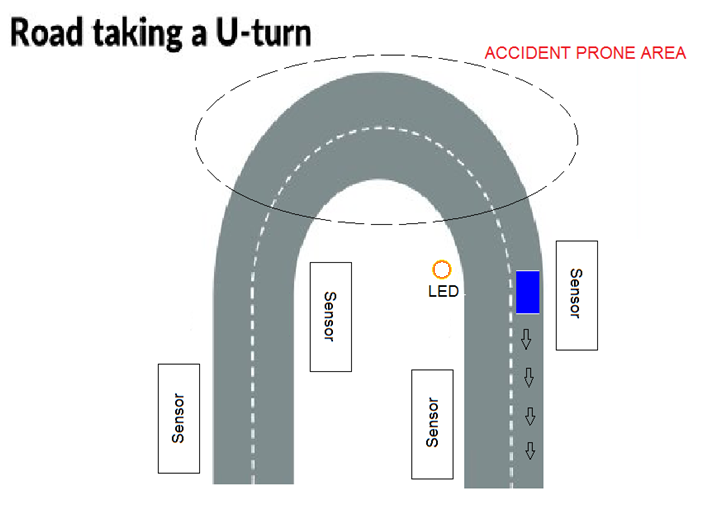 Road taking a U-turn
ACCIDENT PRONE AREA
LED
Sensor
Sensor
Sensor
Sensor